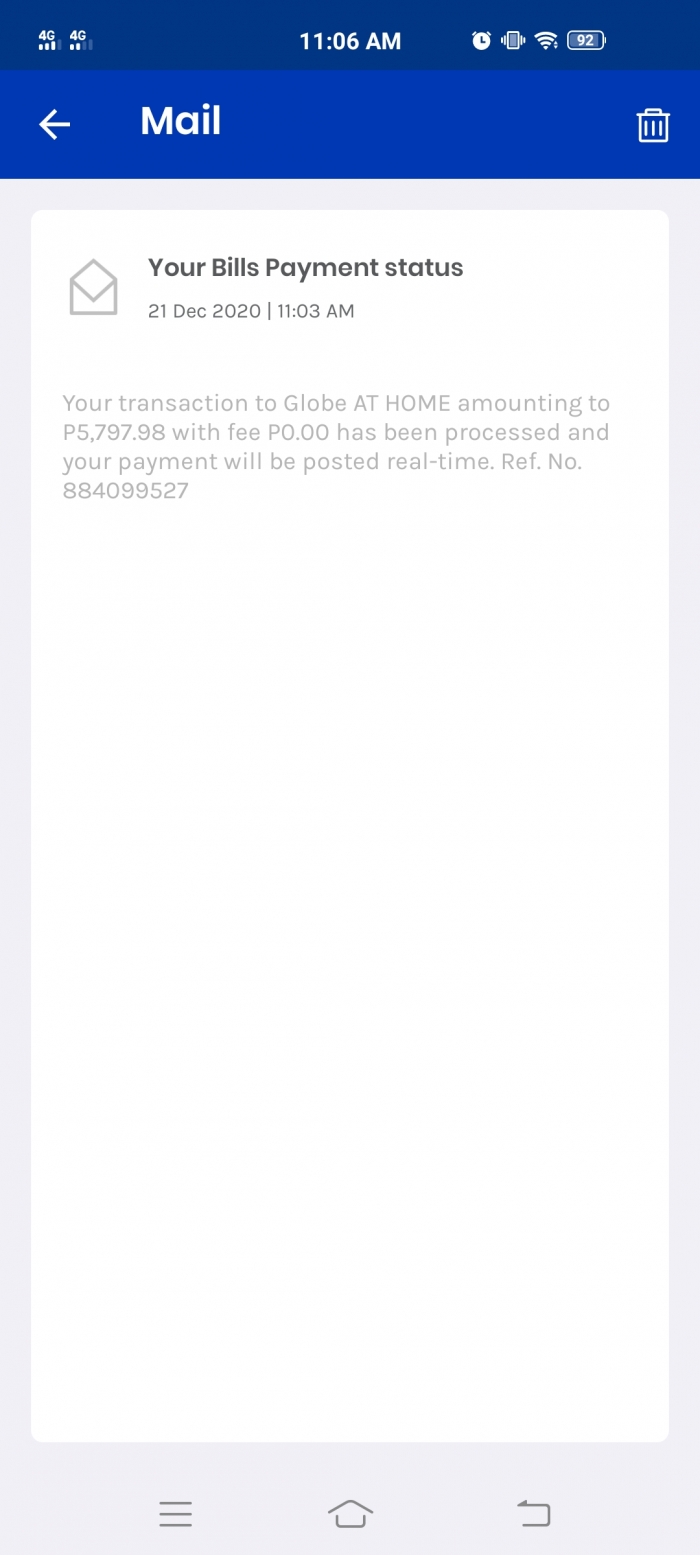 4G 4G 11:06 AM 92
Mail
Your Bills Payment status
21 Dec 2020 | 11:03 AM
Your transaction to Globe AT HOME amounting to
P5,797.98 with fee P0.00 has been processed and
your payment will be posted real-time. Ref. No.
884099527